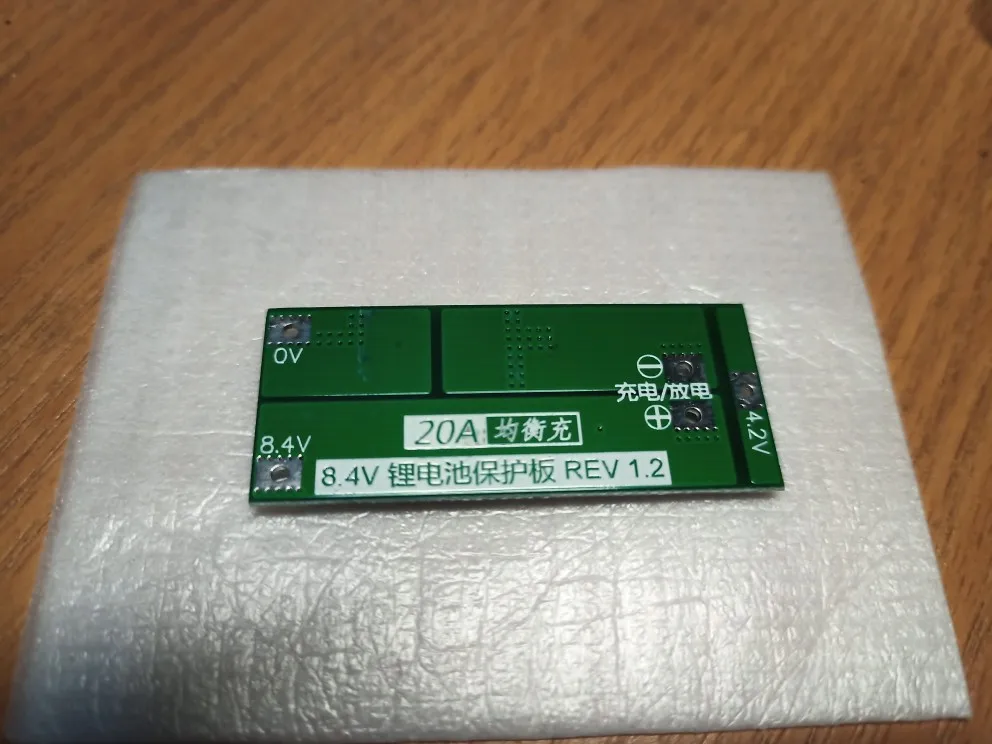 0V
⊖
充电/放电
⊕
4.2V
20A 均衡充
8.4V
8.4V 锂电池保护板 REV 1.2